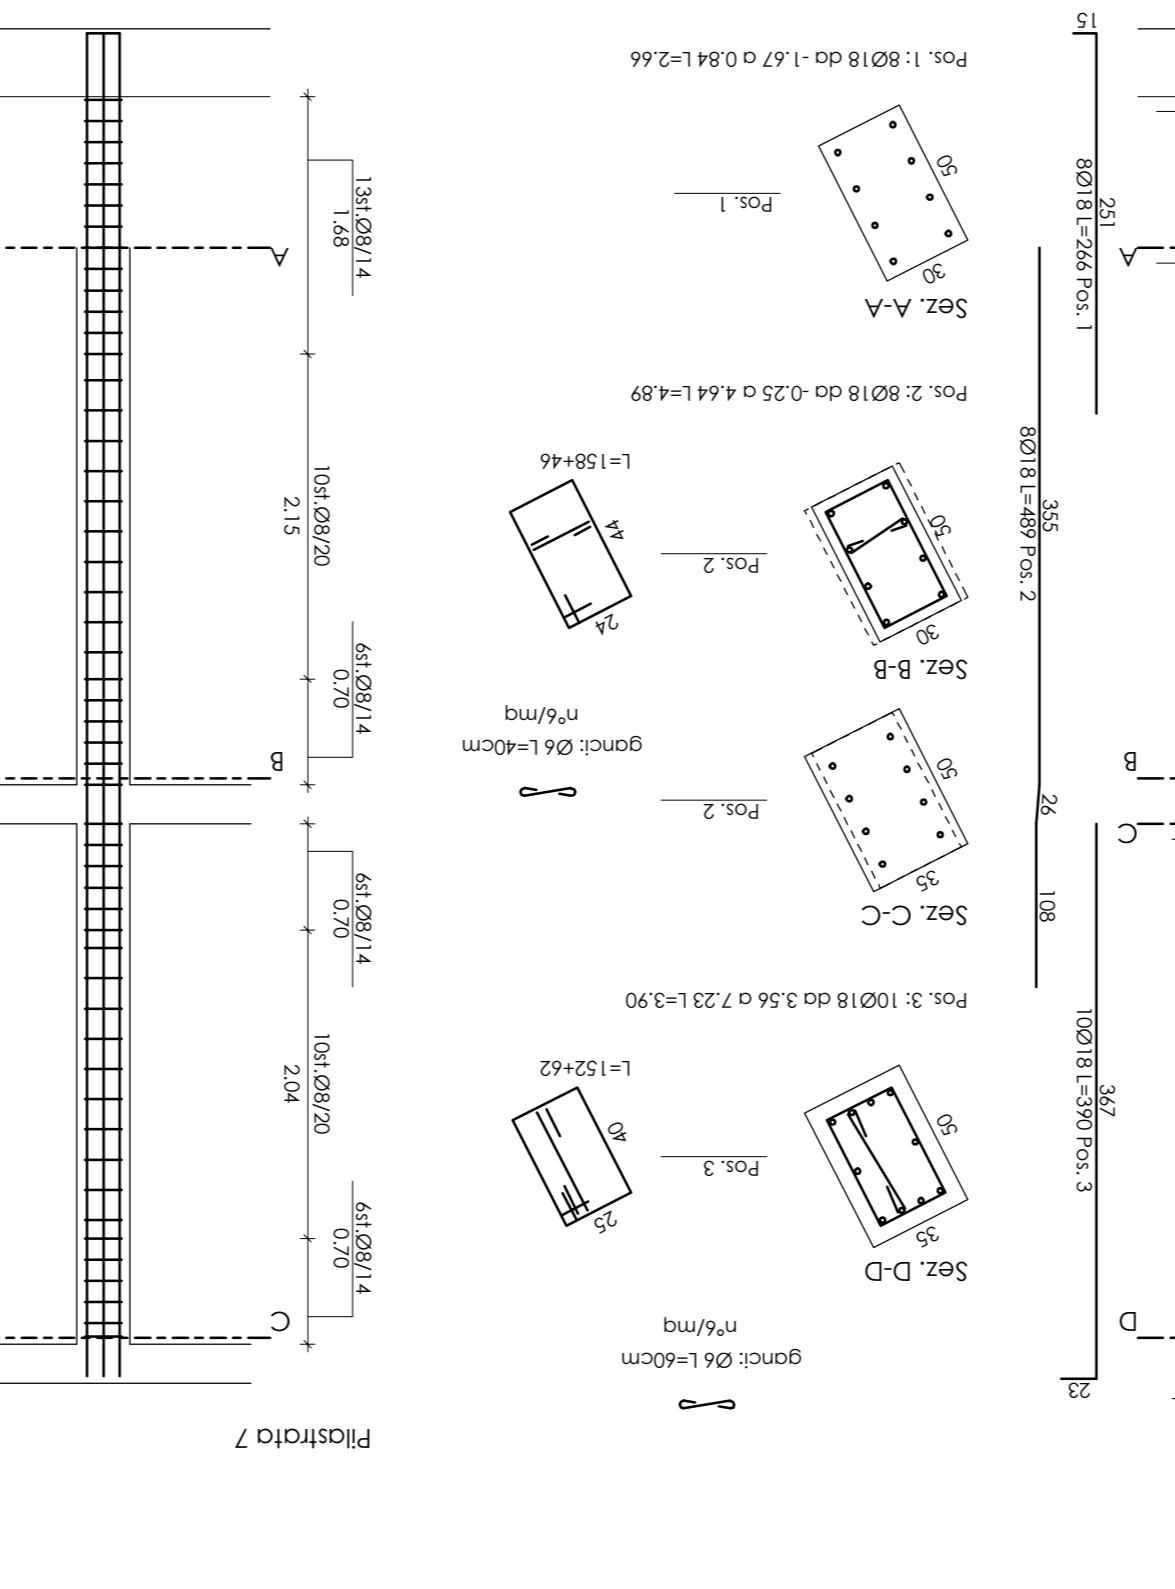 Pilastrata 7
23
D
ganci: Ø6 L=60cm
n°6/mq
C
Sez. D-D
35
50
Pos. 3
25
40
L=152+62
6st.Ø8/14
0.70
10st.Ø8/20
2.04
6st.Ø8/14
0.70
367
10Ø18 L=390 Pos. 3
Pos. 3: 10Ø18 da 3.56 a 7.23 L=3.90
108
C
Sez. C-C
35
50
Pos. 2
26
B
B
ganci: Ø6 L=40cm
n°6/mq
Sez. B-B
30
50
Pos. 2
24
44
L=158+46
6st.Ø8/14
0.70
10st.Ø8/20
2.15
355
8Ø18 L=489 Pos. 2
Pos. 2: 8Ø18 da -0.25 a 4.64 L=4.89
Sez. A-A
30
50
Pos. 1
A
A
13st.Ø8/14
1.68
251
8Ø18 L=266 Pos. 1
Pos. 1: 8Ø18 da -1.67 a 0.84 L=2.66
15